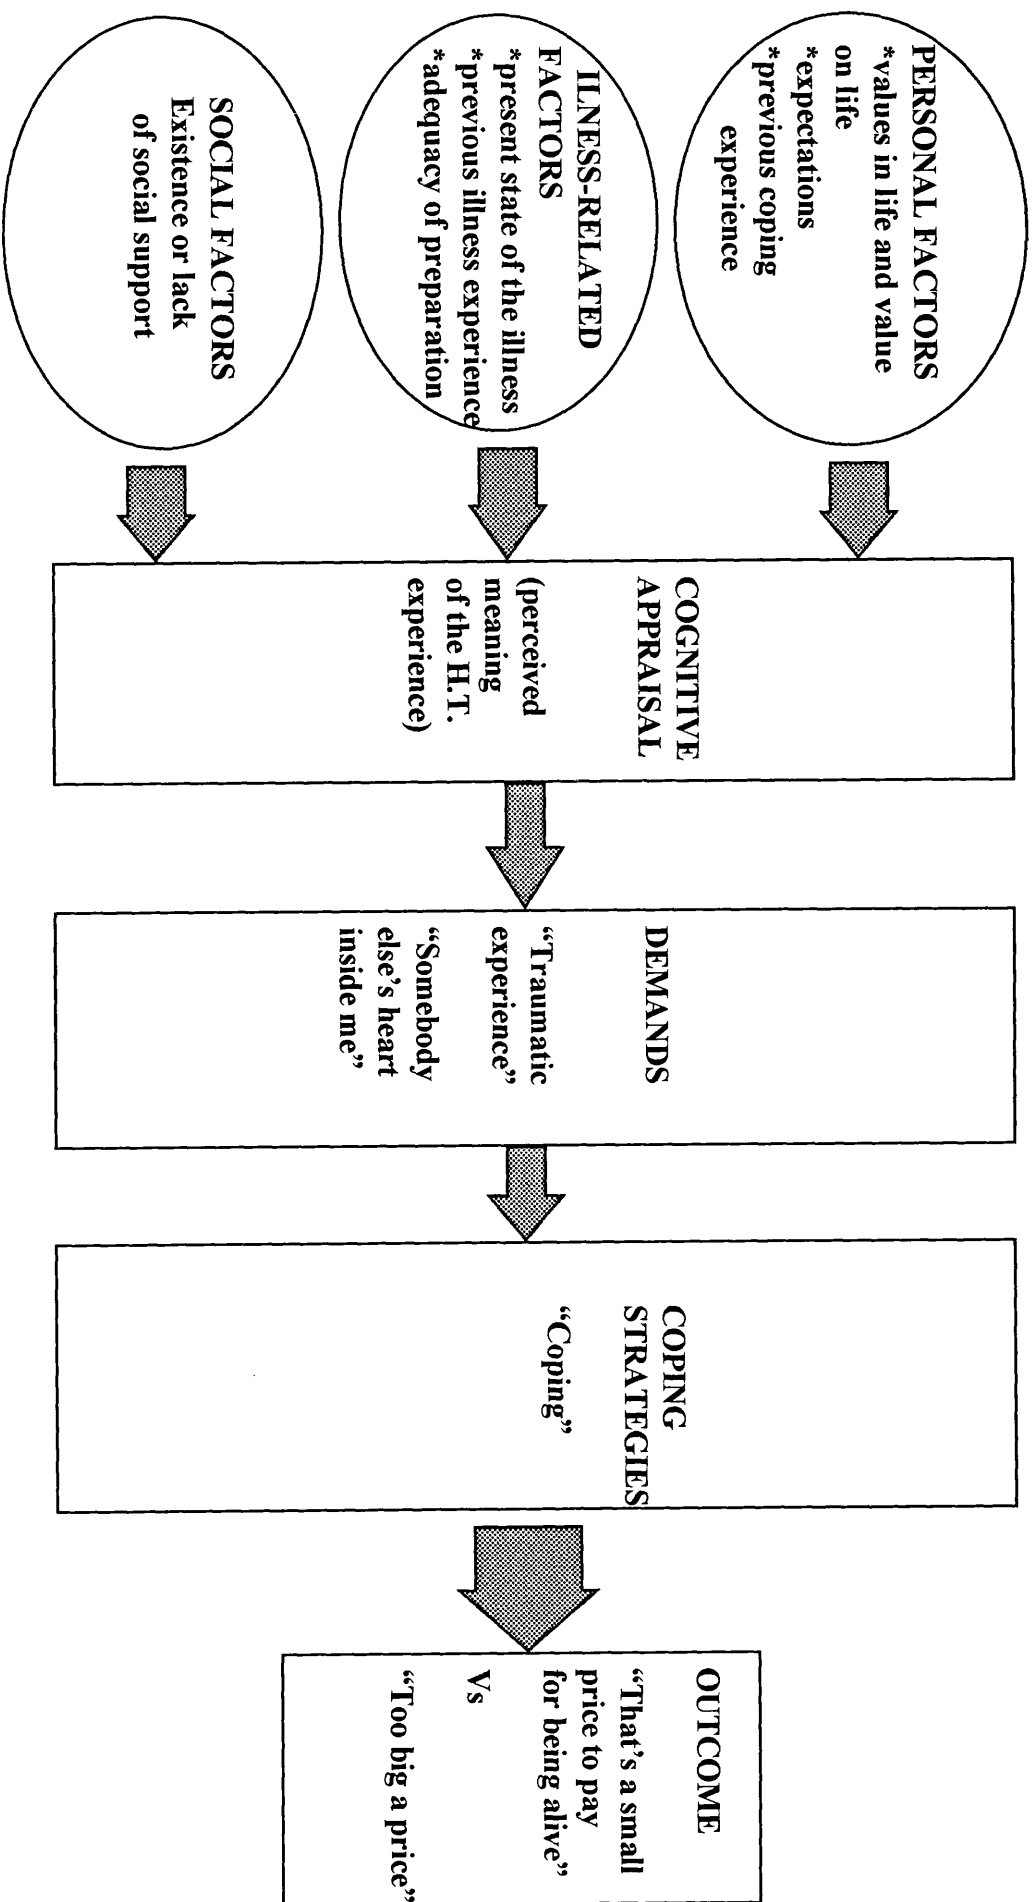 PERSONAL FACTORS
*values in life and value
on life
*expectations
*previous coping
experience
ILNESS-RELATED
FACTORS
*present state of the illness
*previous illness experience
*adequacy of preparation
SOCIAL FACTORS
Existence or lack
of social support
COGNITIVE
APPRAISAL
(perceived
meaning
of the H.T.
experience)
DEMANDS
“Traumatic
experience”
“Somebody
else’s heart
inside me”
COPING
STRATEGIES
“Coping”
OUTCOME
“That’s a small
price to pay
for being alive”
Vs
“Too big a price”